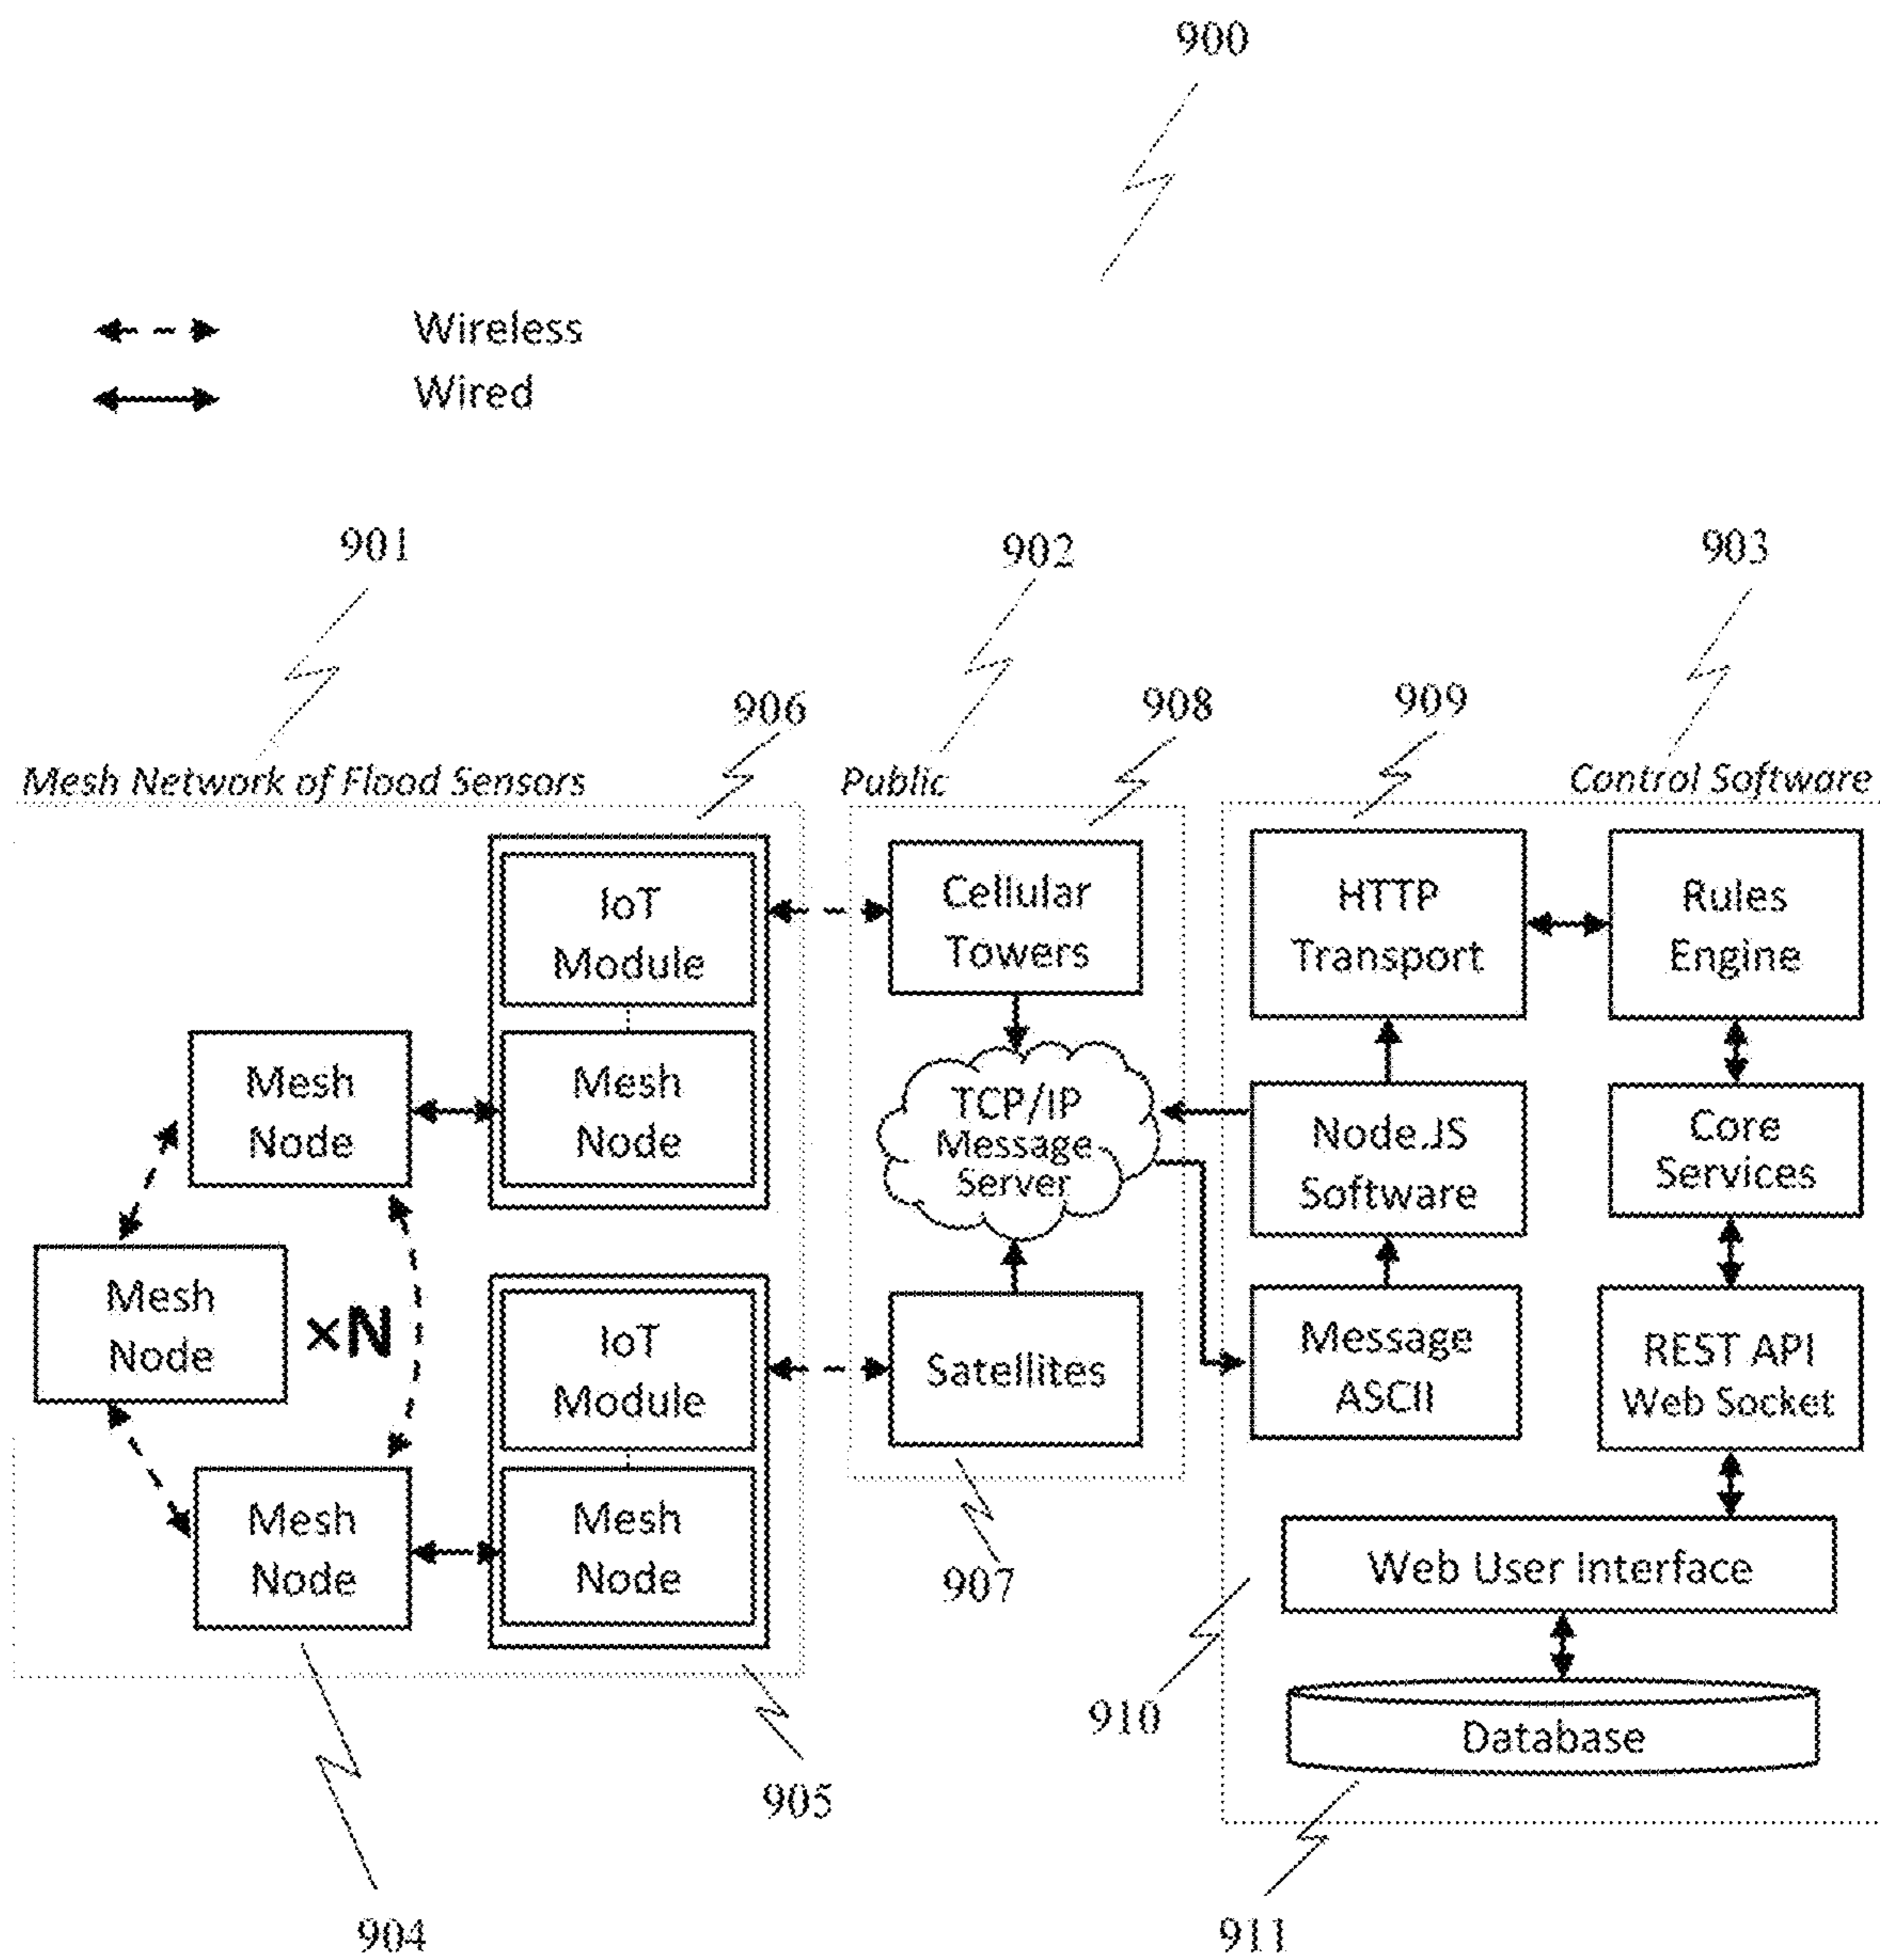 900
Wireless
Wired
901
902
903
906
908
909
Mesh Network of Flood Sensors
Public
Control Software
IoT
Module
Mesh
Node
Mesh
Node
Mesh
Node
×N
IoT
Module
Mesh
Node
Mesh
Node
Cellular
Towers
TCP/IP
Message
Server
Satellites
HTTP
Transport
Rules
Engine
Node.JS
Software
Core
Services
Message
ASCII
REST API
Web Socket
Web User Interface
Database
907
910
905
904
911